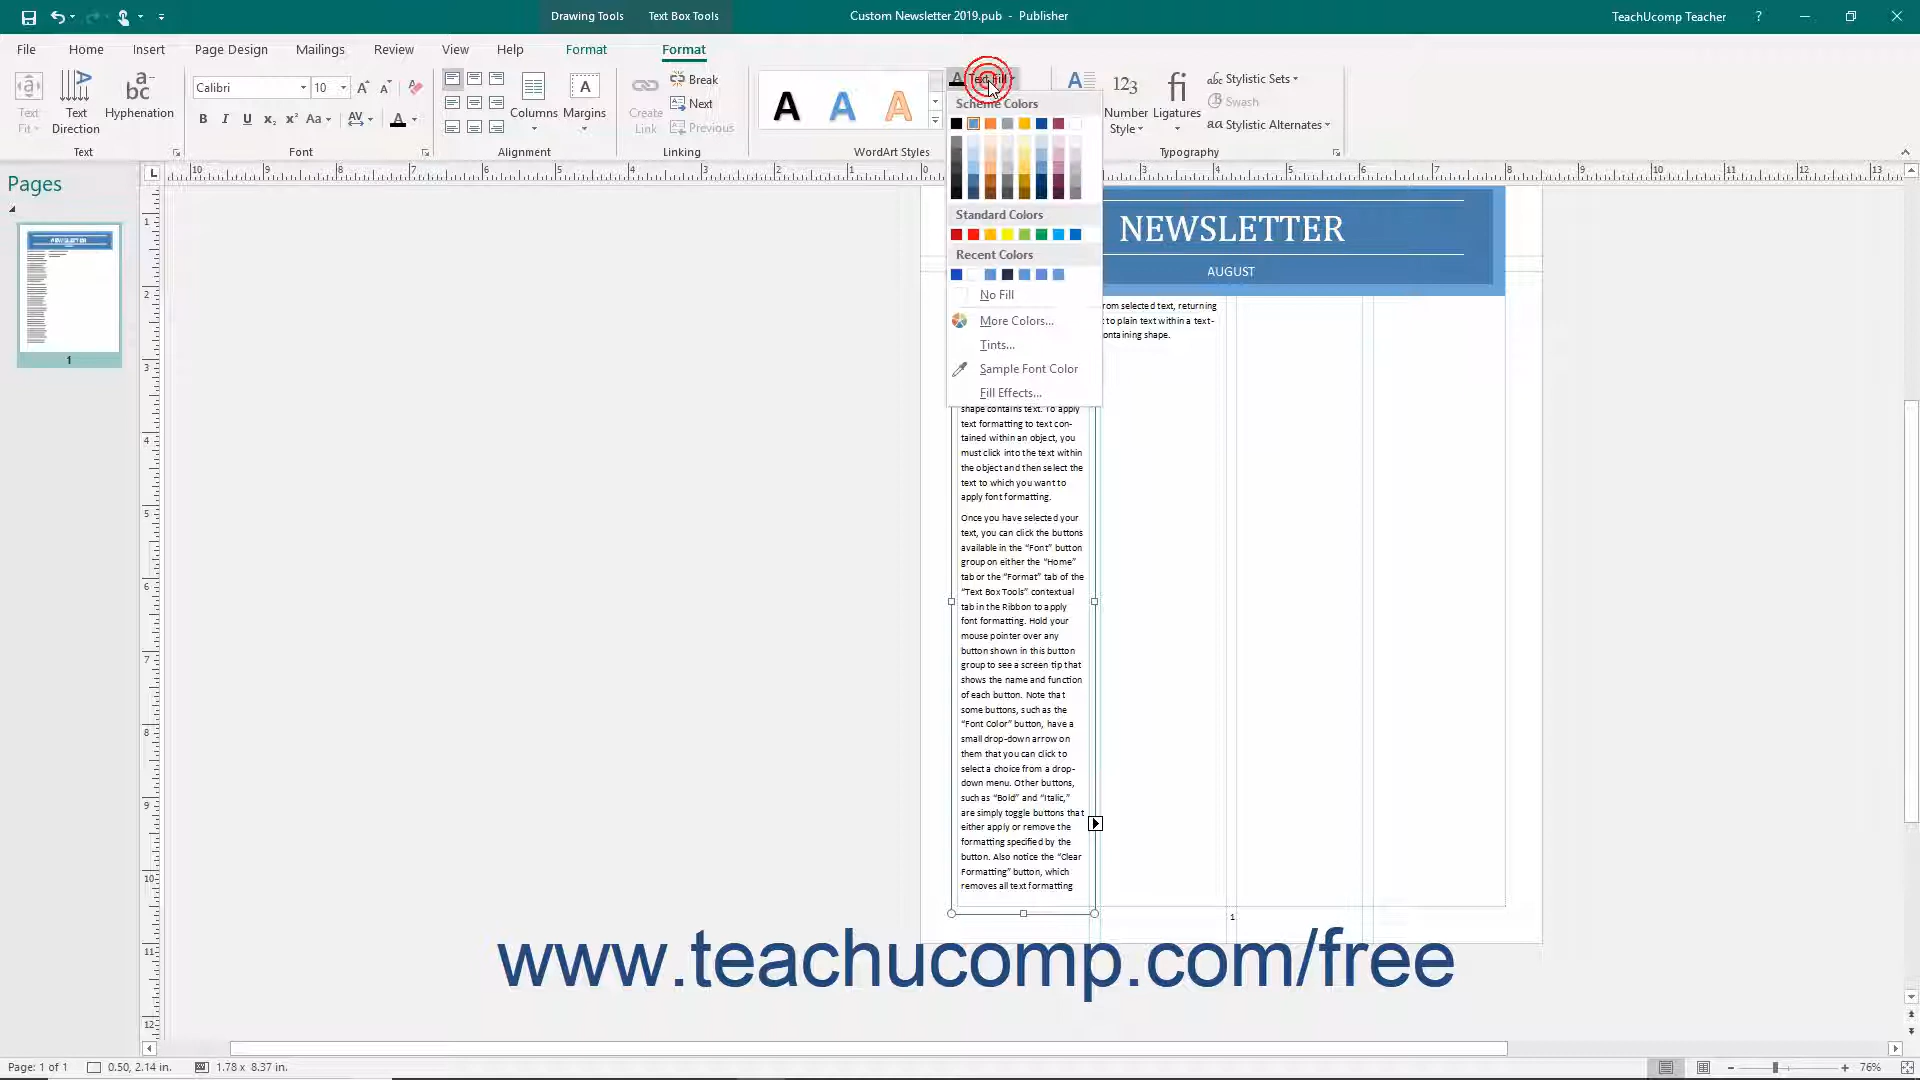 Drawing Tools
Text Box Tools
Custom Newsletter 2019.pub - Publisher
TeachUcomp Teacher
?
File
Home
Insert
Page Design
Mailings
Review
View
Help
Format
Format
Text Fit
Text Direction
abc Hyphenation
Text
Calibri
10
B I U x₂ x² Aa AV A
Font
Columns
Margins
Alignment
Create Link
Break
Next
Previous
Linking
A A A
WordArt Styles
Text Fill
Number Style
Ligatures
Stylistic Sets
Swash
Stylistic Alternates
Typography
Scheme Colors
Standard Colors
Recent Colors
No Fill
More Colors...
Tints...
Sample Font Color
Fill Effects...
Pages
1
NEWSLETTER
AUGUST
rom selected text, returning
to plain text within a text-
ontaining shape.
shape contains text. To apply
text formatting to text con-
tained within an object, you
must click into the text within
the object and then select the
text to which you want to
apply font formatting.
Once you have selected your
text, you can click the buttons
available in the “Font” button
group on either the “Home”
tab or the “Format” tab of the
“Text Box Tools” contextual
tab in the Ribbon to apply
font formatting. Hold your
mouse pointer over any
button shown in this button
group to see a screen tip that
shows the name and function
of each button. Note that
some buttons, such as the
“Font Color” button, have a
small drop-down arrow on
them that you can click to
select a choice from a drop-
down menu. Other buttons,
such as “Bold” and “Italic,”
are simply toggle buttons that
either apply or remove the
formatting specified by the
button. Also notice the “Clear
Formatting” button, which
removes all text formatting
1
www.teachucomp.com/free
Page: 1 of 1
0.50, 2.14 in.
1.78 x 8.37 in.
76%